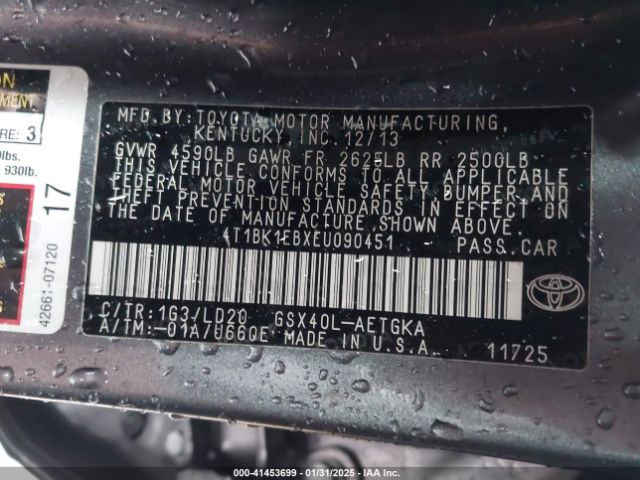 ON
EMENT
RE: 3
lbs.
930lb.
17
42661-07120
MFD.BY:TOYOTA MOTOR MANUFACTURING,
KENTUCKY, INC 12/13
GVWR 4590LB GAWR FR 2625LB RR 2500LB
THIS VEHICLE CONFORMS TO ALL APPLICABLE
FEDERAL MOTOR VEHICLE SAFETY BUMPER AND
THEFT PREVENTION STANDARDS IN EFFECT ON
THE DATE OF MANUFACTURE SHOWN ABOVE.
4T1BK1EBXEU090451 PASS.CAR
C/TR:1G3/LD20 GSX40L-AETGKA
A/TM:-01A/U660E MADE IN U.S.A. 11725
000-41453699 - 01/31/2025 - IAA Inc.